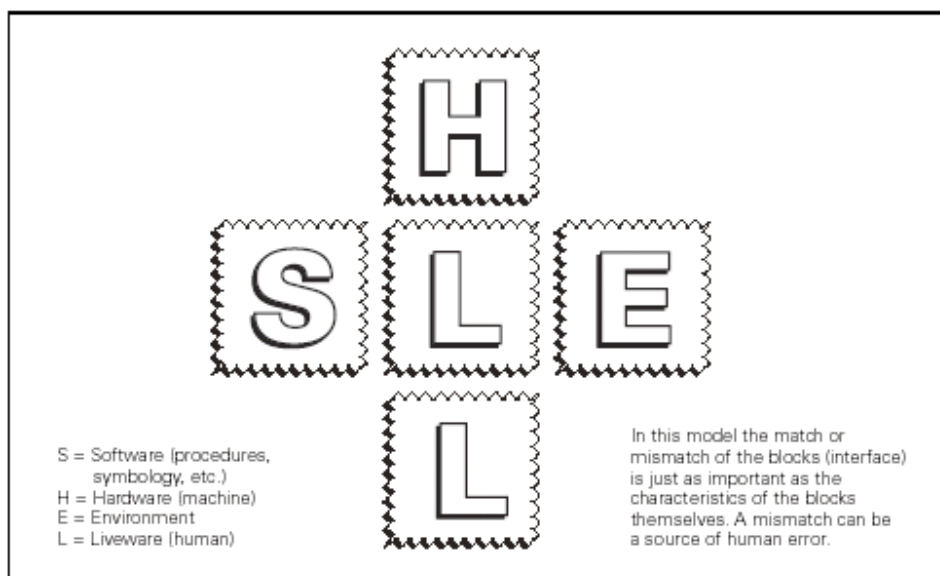 H
S L E
L
S = Software (procedures,
symbology, etc.)
H = Hardware (machine)
E = Environment
L = Liveware (human)
In this model the match or
mismatch of the blocks (interface)
is just as important as the
characteristics of the blocks
themselves. A mismatch can be
a source of human error.